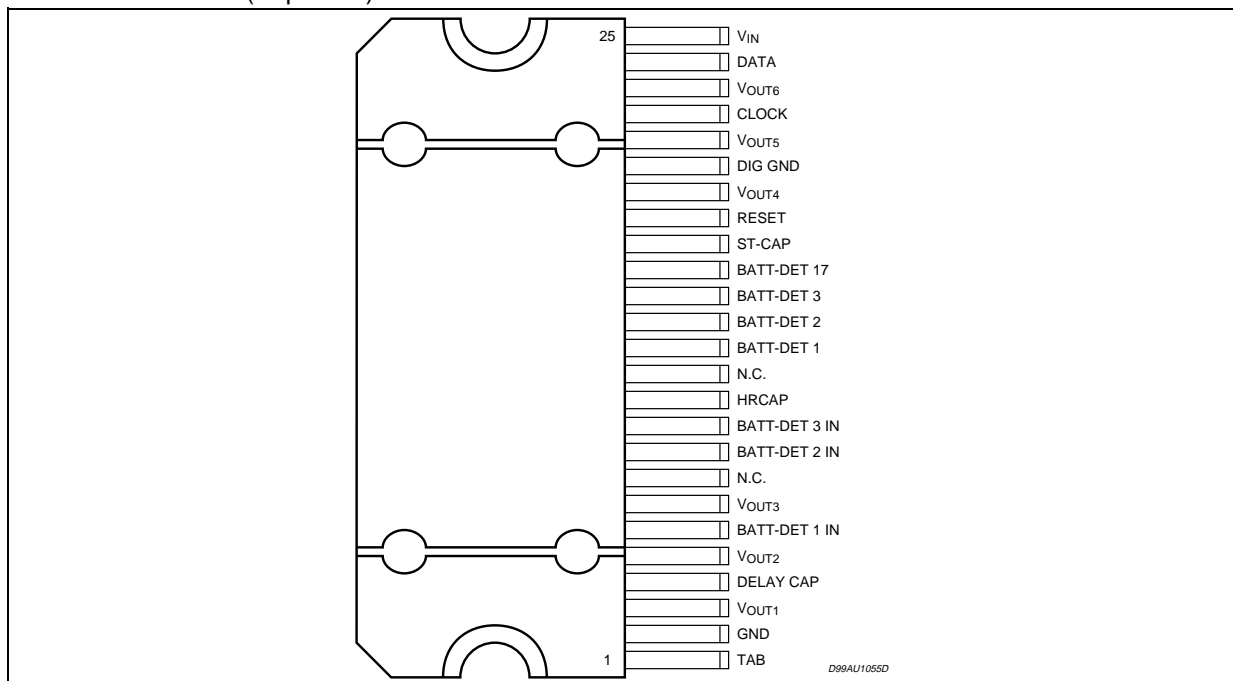 25
VIN
DATA
VOUT6
CLOCK
VOUT5
DIG GND
VOUT4
RESET
ST-CAP
BATT-DET 17
BATT-DET 3
BATT-DET 2
BATT-DET 1
N.C.
HRCAP
BATT-DET 3 IN
BATT-DET 2 IN
N.C.
VOUT3
BATT-DET 1 IN
VOUT2
DELAY CAP
VOUT1
GND
1
TAB
D99AU1055D